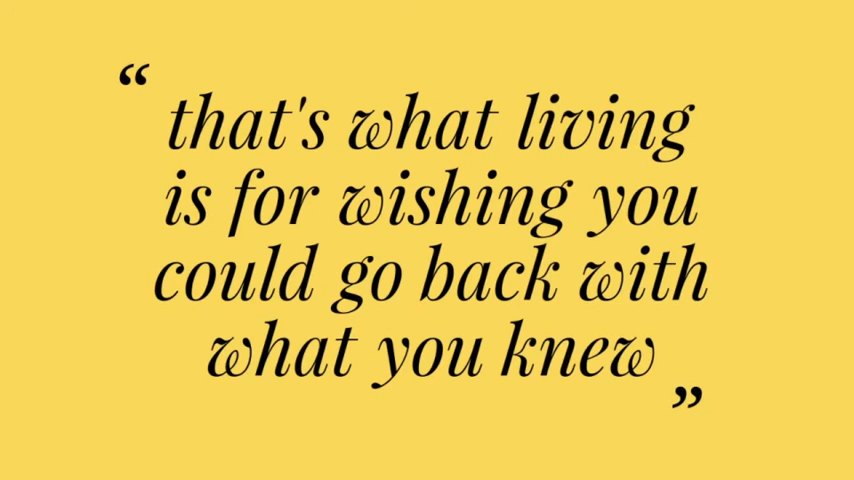 “
that's what living
is for wishing you
could go back with
what you knew
”